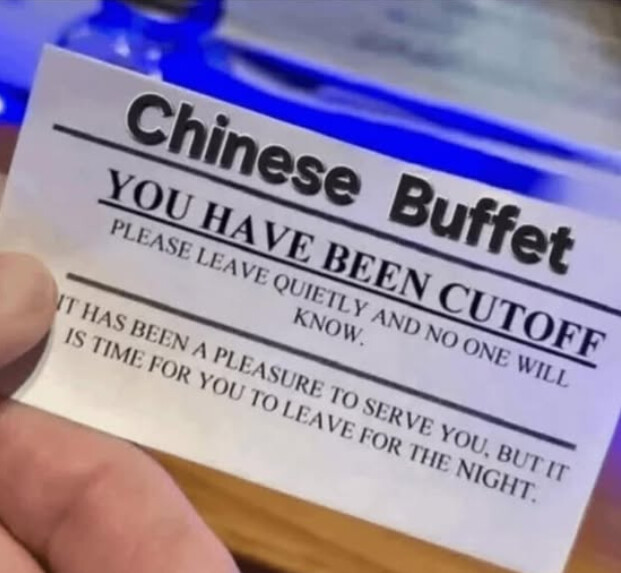 Chinese Buffet
YOU HAVE BEEN CUTOFF
PLEASE LEAVE QUIETLY AND NO ONE WILL
KNOW.
IT HAS BEEN A PLEASURE TO SERVE YOU, BUT IT
IS TIME FOR YOU TO LEAVE FOR THE NIGHT.